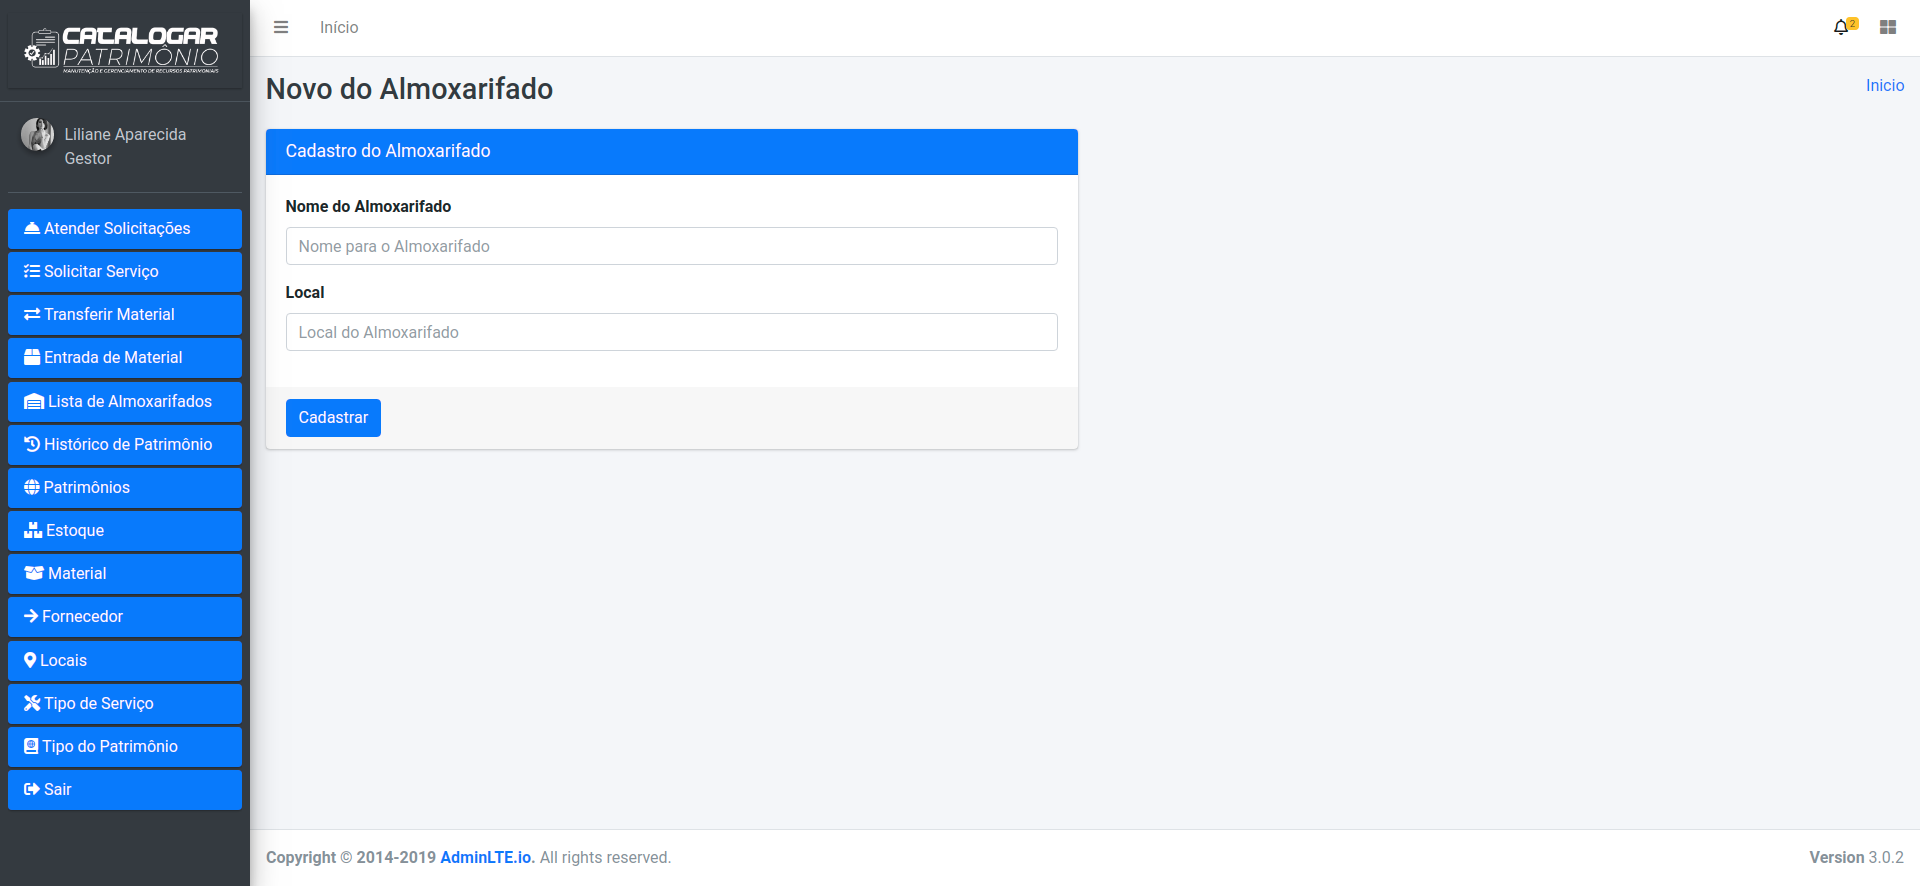 CATALOGAR
PATRIMÔNIO
MANUTENÇÃO E GERENCIAMENTO DE RECURSOS PATRIMONIAIS
Início
2
Liliane Aparecida
Gestor
Atender Solicitações
Solicitar Serviço
Transferir Material
Entrada de Material
Lista de Almoxarifados
Histórico de Patrimônio
Patrimônios
Estoque
Material
Fornecedor
Locais
Tipo de Serviço
Tipo do Patrimônio
Sair
Novo do Almoxarifado
Inicio
Cadastro do Almoxarifado
Nome do Almoxarifado
Nome para o Almoxarifado
Local
Local do Almoxarifado
Cadastrar
Copyright © 2014-2019 AdminLTE.io. All rights reserved.
Version 3.0.2